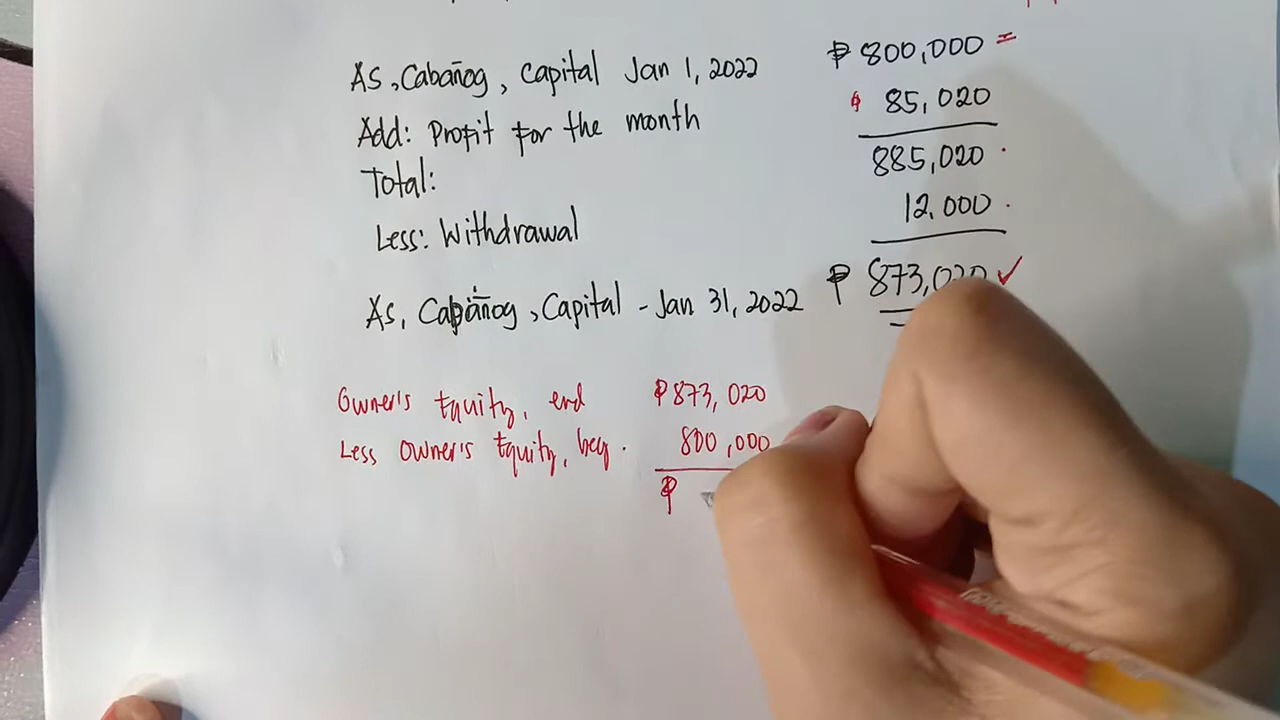 As, Cabañog, Capital Jan 1, 2022 ₱ 800,000
Add: Profit for the month 85,020
Total: 885,020
Less: Withdrawal 12,000
As, Cabañog, Capital - Jan 31, 2022 ₱ 873,020
Owner's Equity, end ₱873,020
Less Owner's Equity, beg. 800,000
₱